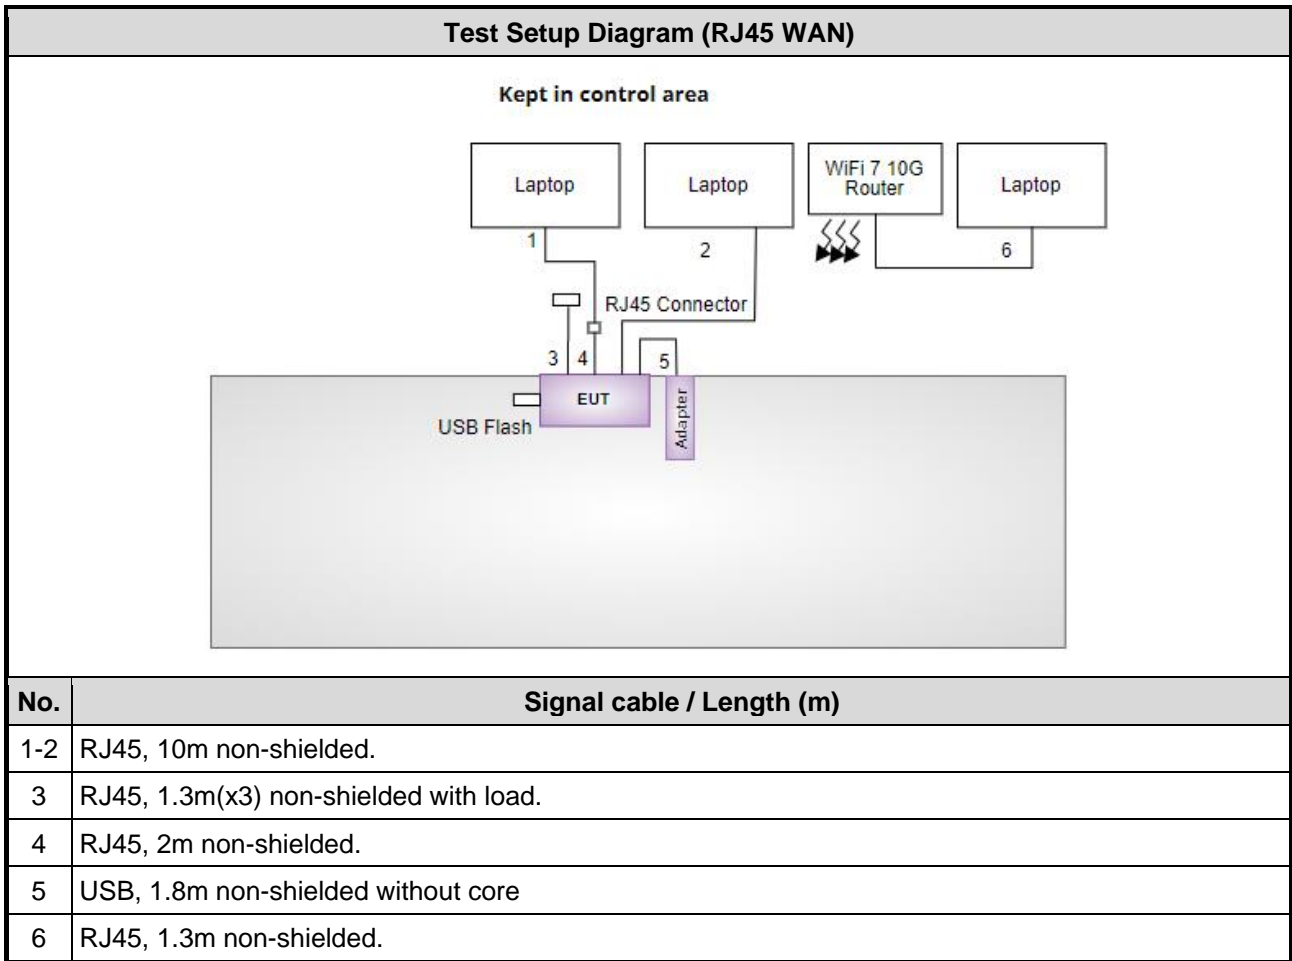 Test Setup Diagram (RJ45 WAN)
Kept in control area
Laptop
Laptop
WiFi 7 10G
Router
Laptop
1
2
6
RJ45 Connector
3
4
5
EUT
USB Flash
Adapter
No. Signal cable / Length (m)
1-2 RJ45, 10m non-shielded.
3 RJ45, 1.3m(x3) non-shielded with load.
4 RJ45, 2m non-shielded.
5 USB, 1.8m non-shielded without core
6 RJ45, 1.3m non-shielded.